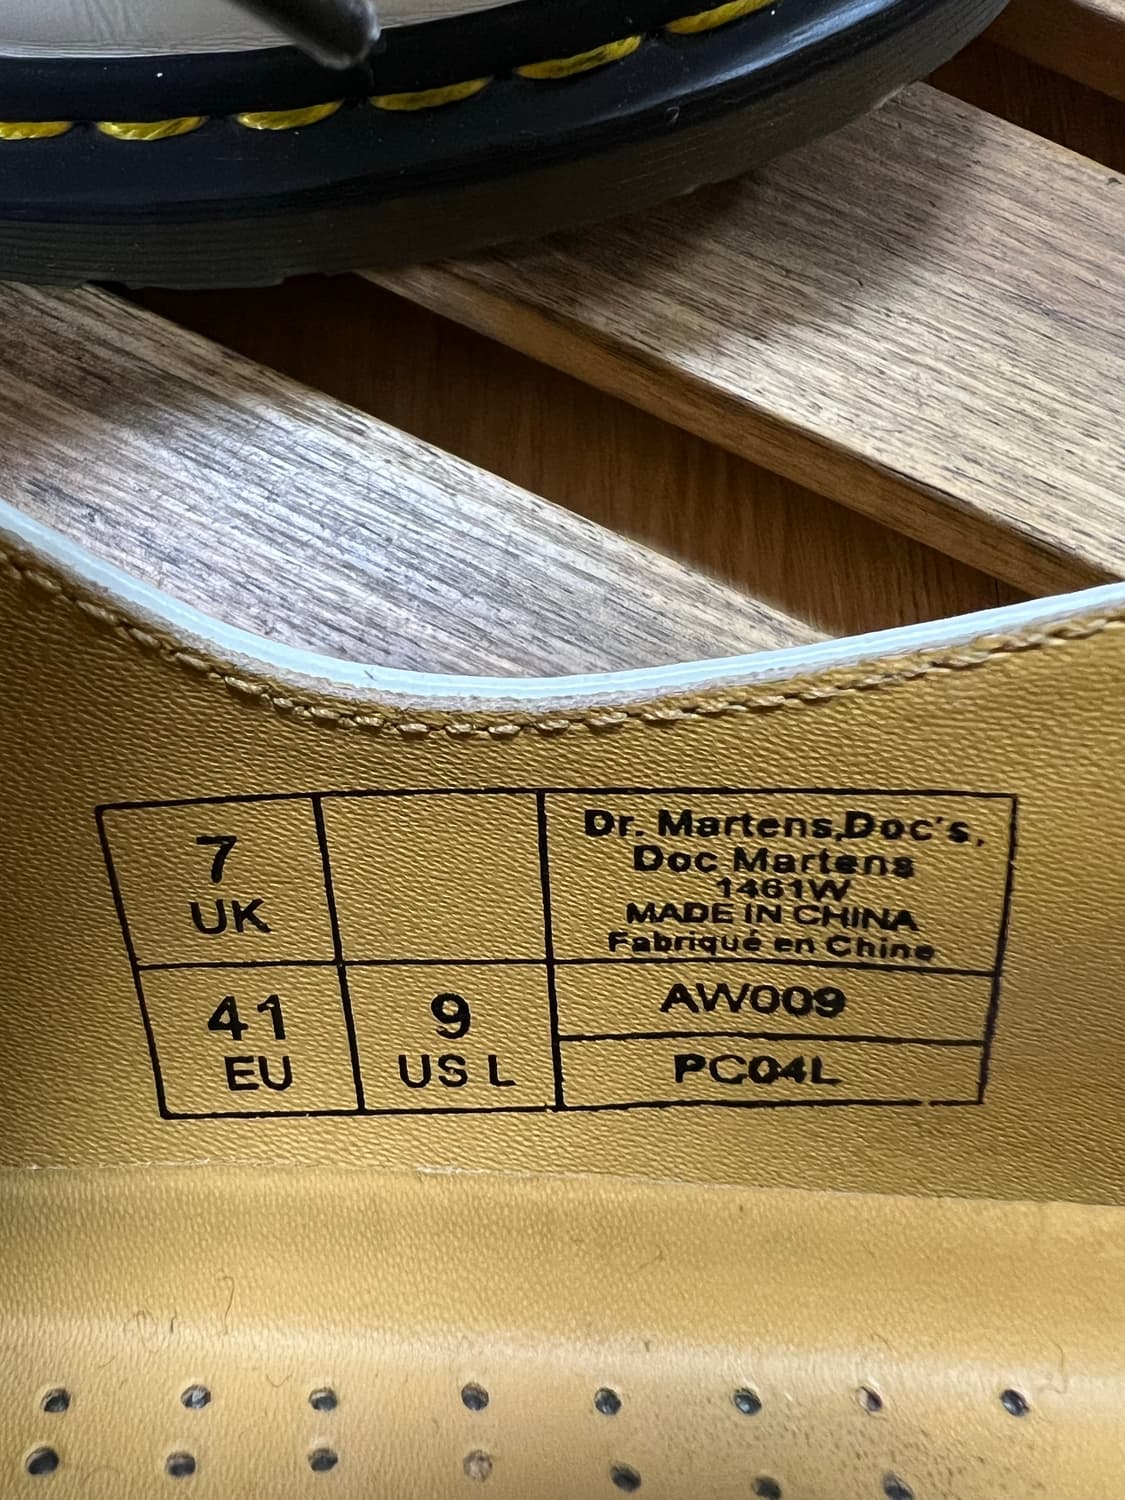 7
UK
41
EU
9
US L
Dr. Martens,Doc's,
Doc Martens
1461W
MADE IN CHINA
Fabriqué en Chine
AW009
PC04L